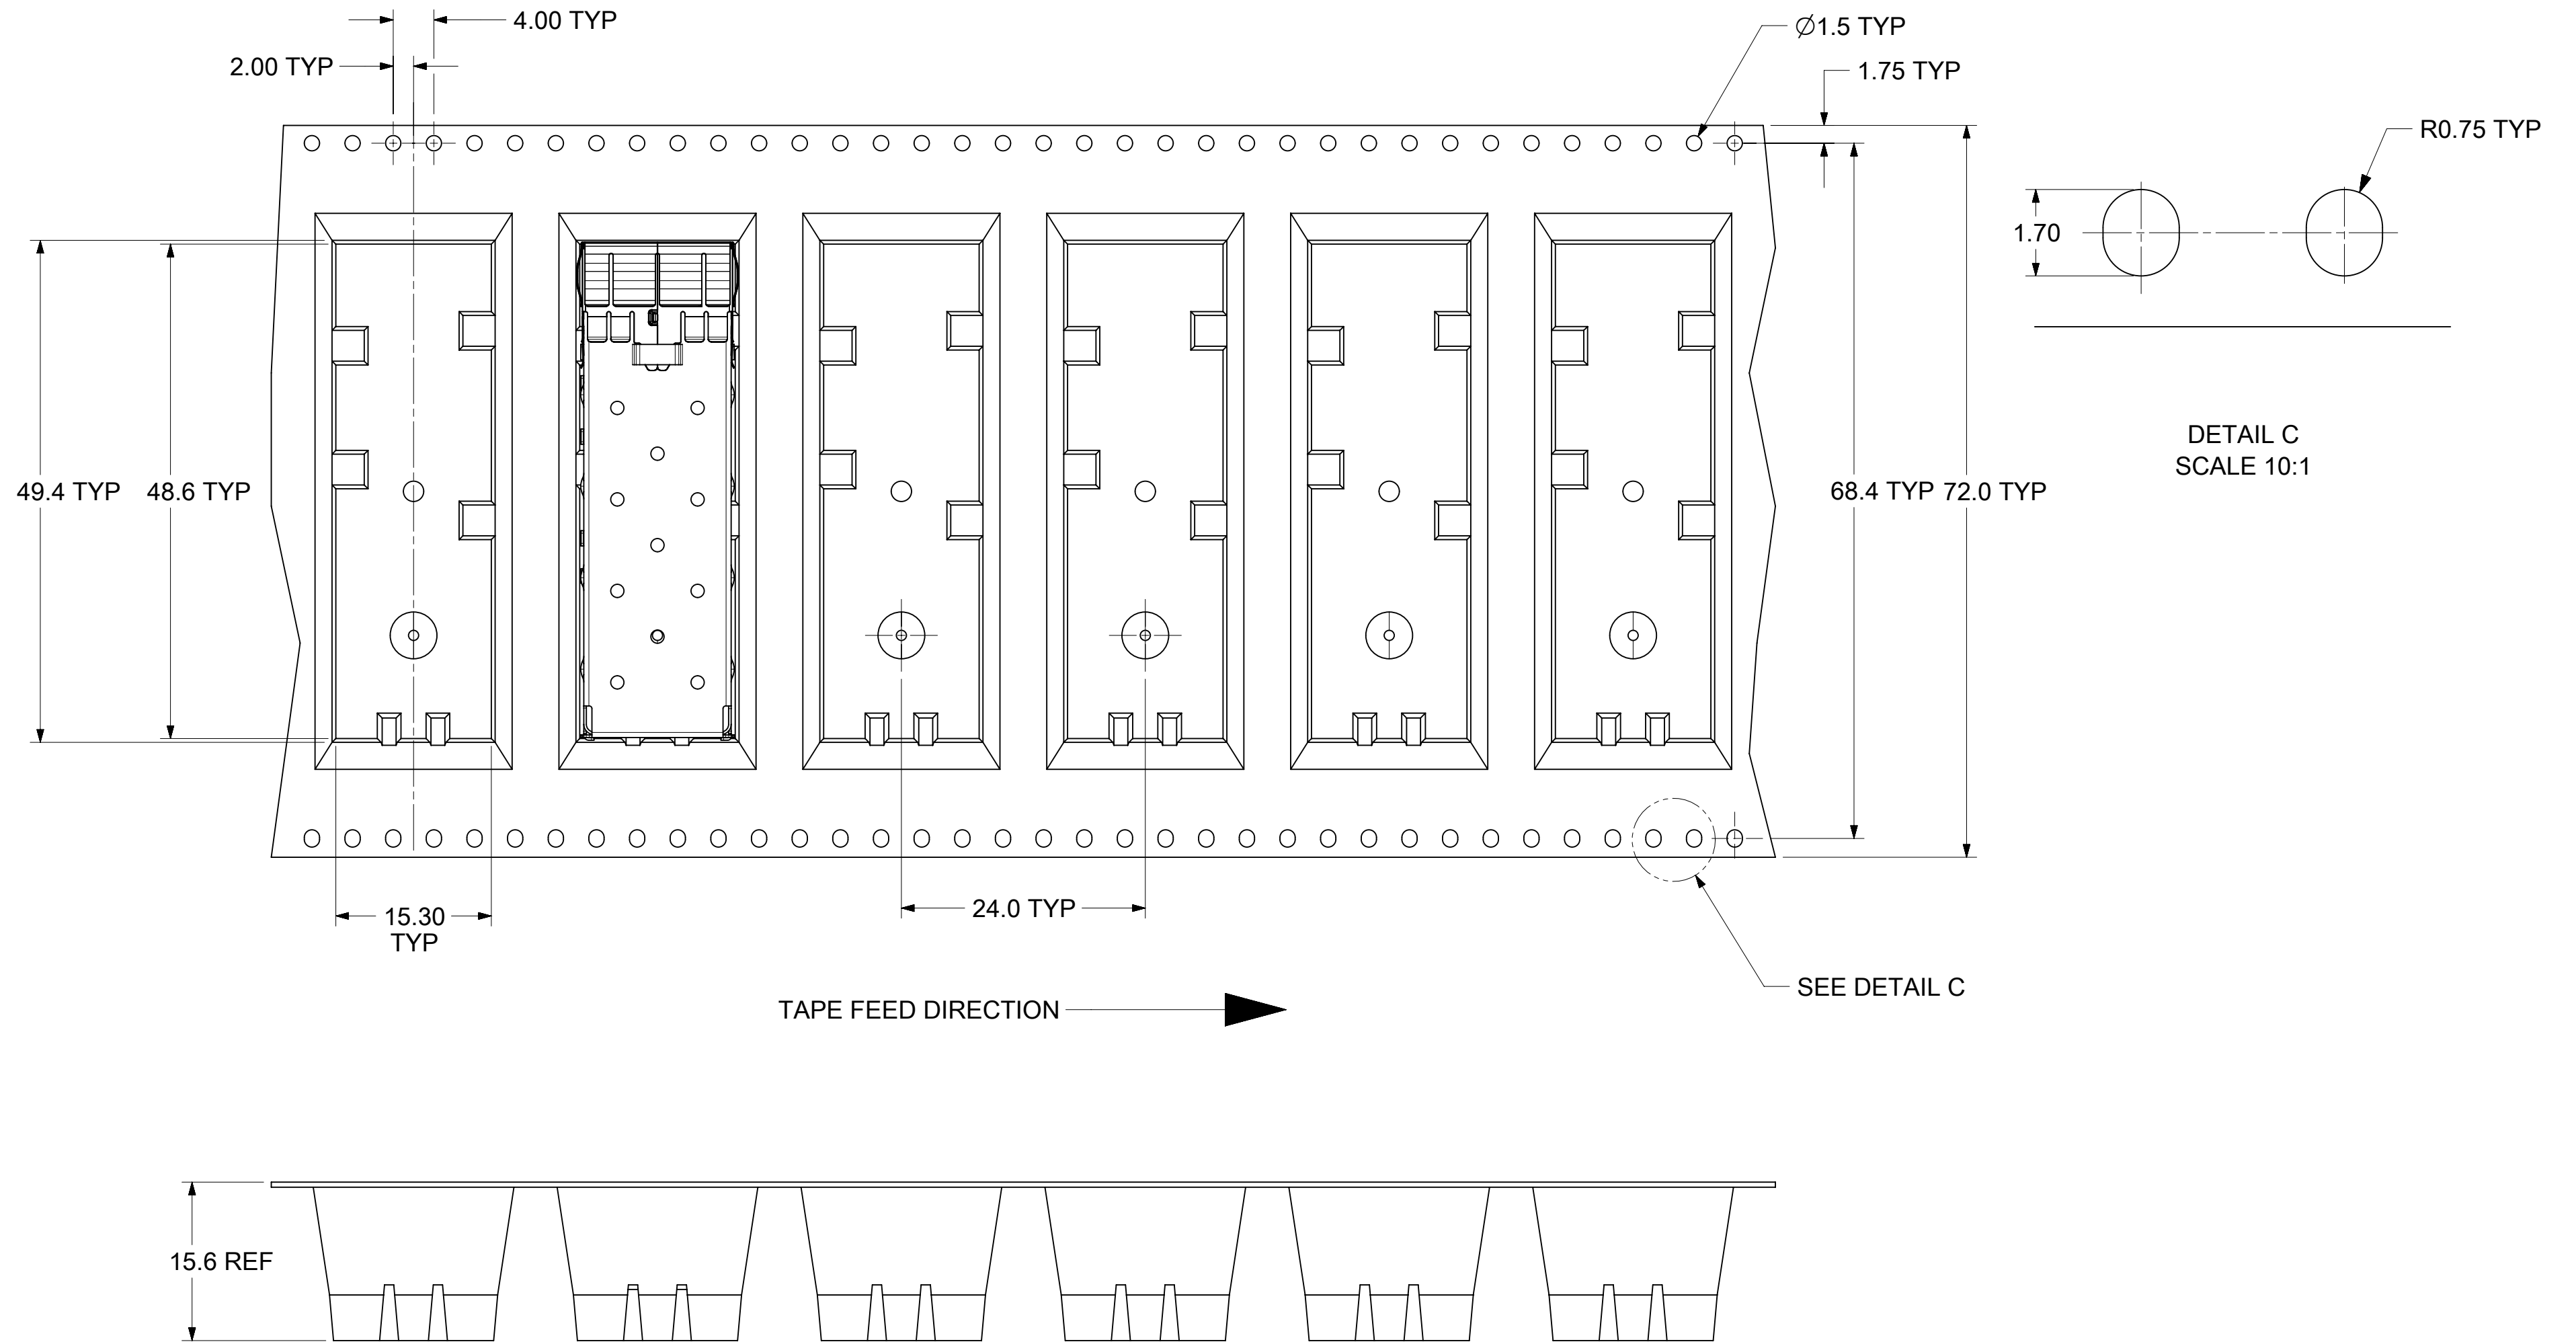 4.00 TYP
2.00 TYP
∅1.5 TYP
1.75 TYP
R0.75 TYP
1.70
DETAIL C
SCALE 10:1
49.4 TYP
48.6 TYP
68.4 TYP
72.0 TYP
15.30
TYP
24.0 TYP
SEE DETAIL C
TAPE FEED DIRECTION
15.6 REF